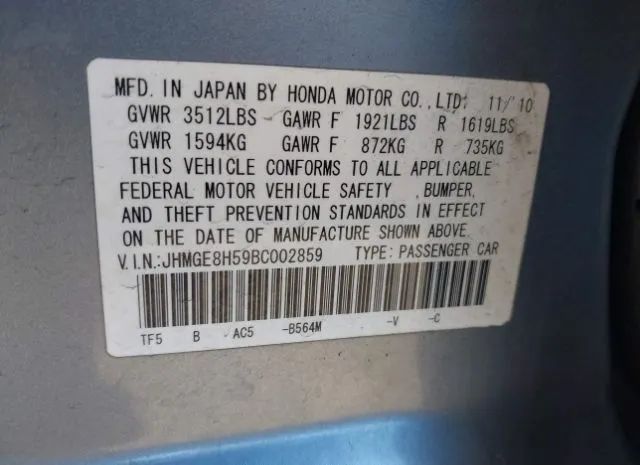 MFD. IN JAPAN BY HONDA MOTOR CO.,LTD. 11/'10
GVWR 3512LBS GAWR F 1921LBS R 1619LBS
GVWR 1594KG GAWR F 872KG R 735KG
THIS VEHICLE CONFORMS TO ALL APPLICABLE
FEDERAL MOTOR VEHICLE SAFETY ,BUMPER,
AND THEFT PREVENTION STANDARDS IN EFFECT
ON THE DATE OF MANUFACTURE SHOWN ABOVE.
V.I.N.:JHMGE8H59BC002859 TYPE: PASSENGER CAR
TF5 B AC5 -B564M -V -C